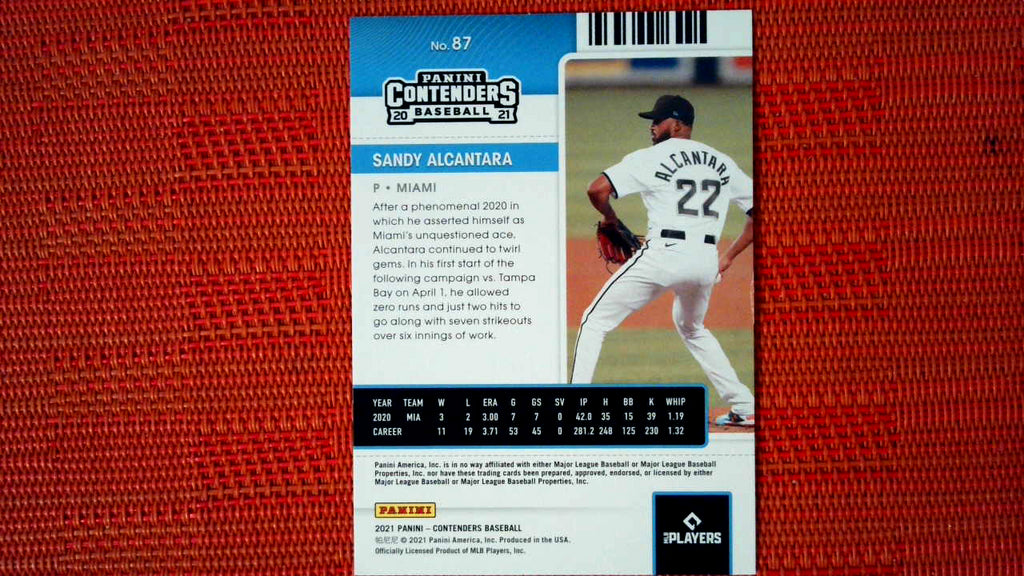 No. 87
PANINI
CONTENDERS
20 BASEBALL 21
SANDY ALCANTARA
P • MIAMI
After a phenomenal 2020 in
which he asserted himself as
Miami's unquestioned ace,
Alcantara continued to twirl
gems. In his first start of the
following campaign vs. Tampa
Bay on April 1, he allowed
zero runs and just two hits to
go along with seven strikeouts
over six innings of work.
ALCANTARA
22
YEAR TEAM W L ERA G GS SV IP H BB K WHIP
2020 MIA 3 2 3.00 7 7 0 42.0 35 15 39 1.19
CAREER 11 19 3.71 53 45 0 281.2 248 125 230 1.32
Panini America, Inc. is in no way affiliated with either Major League Baseball or Major League Baseball
Properties, Inc. nor have these trading cards been prepared, approved, endorsed, or licensed by either
Major League Baseball or Major League Baseball Properties, Inc.
PANINI
2021 PANINI – CONTENDERS BASEBALL
帕尼尼 © 2021 Panini America, Inc. Produced in the USA.
Officially Licensed Product of MLB Players, Inc.
MLB PLAYERS